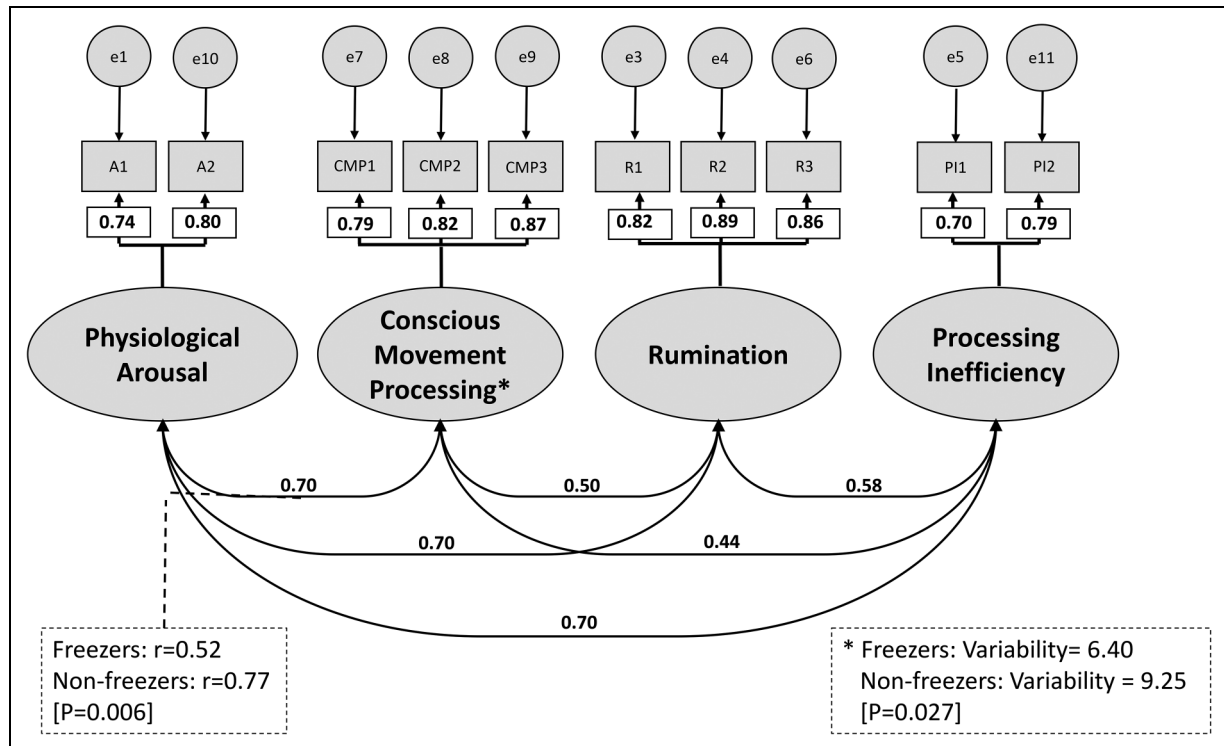 e1
e10
e7
e8
e9
e3
e4
e6
e5
e11
A1
A2
CMP1
CMP2
CMP3
R1
R2
R3
PI1
PI2
0.74
0.80
0.79
0.82
0.87
0.82
0.89
0.86
0.70
0.79
Physiological
Arousal
Conscious
Movement
Processing*
Rumination
Processing
Inefficiency
0.70
0.50
0.58
0.70
0.44
0.70
Freezers: r=0.52
Non-freezers: r=0.77
[P=0.006]
* Freezers: Variability= 6.40
Non-freezers: Variability = 9.25
[P=0.027]